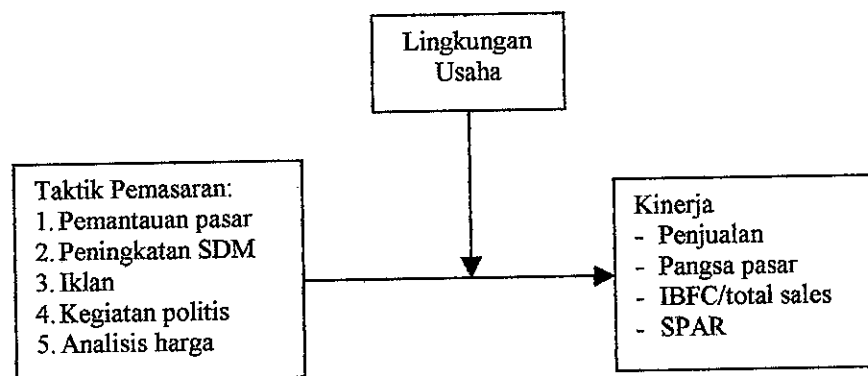 Lingkungan
Usaha
Taktik Pemasaran:
1. Pemantauan pasar
2. Peningkatan SDM
3. Iklan
4. Kegiatan politis
5. Analisis harga
Kinerja
- Penjualan
- Pangsa pasar
- IBFC/total sales
- SPAR